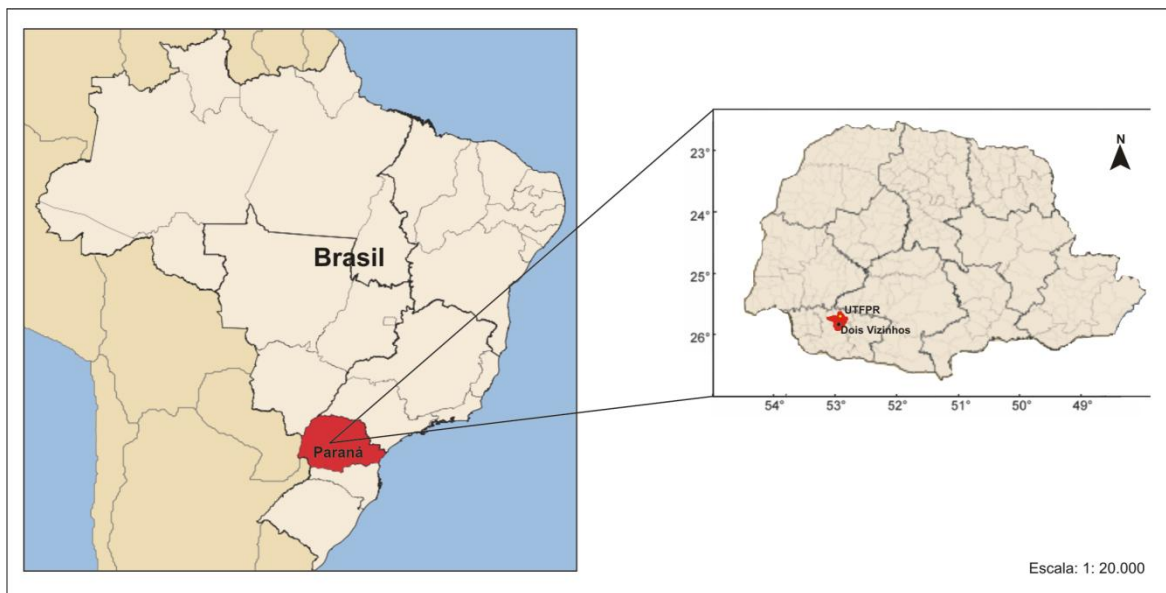 Brasil
Paraná
N
23°
24°
25°
26°
UTFPR
Dois Vizinhos
54° 53° 52° 51° 50° 49°
Escala: 1: 20.000